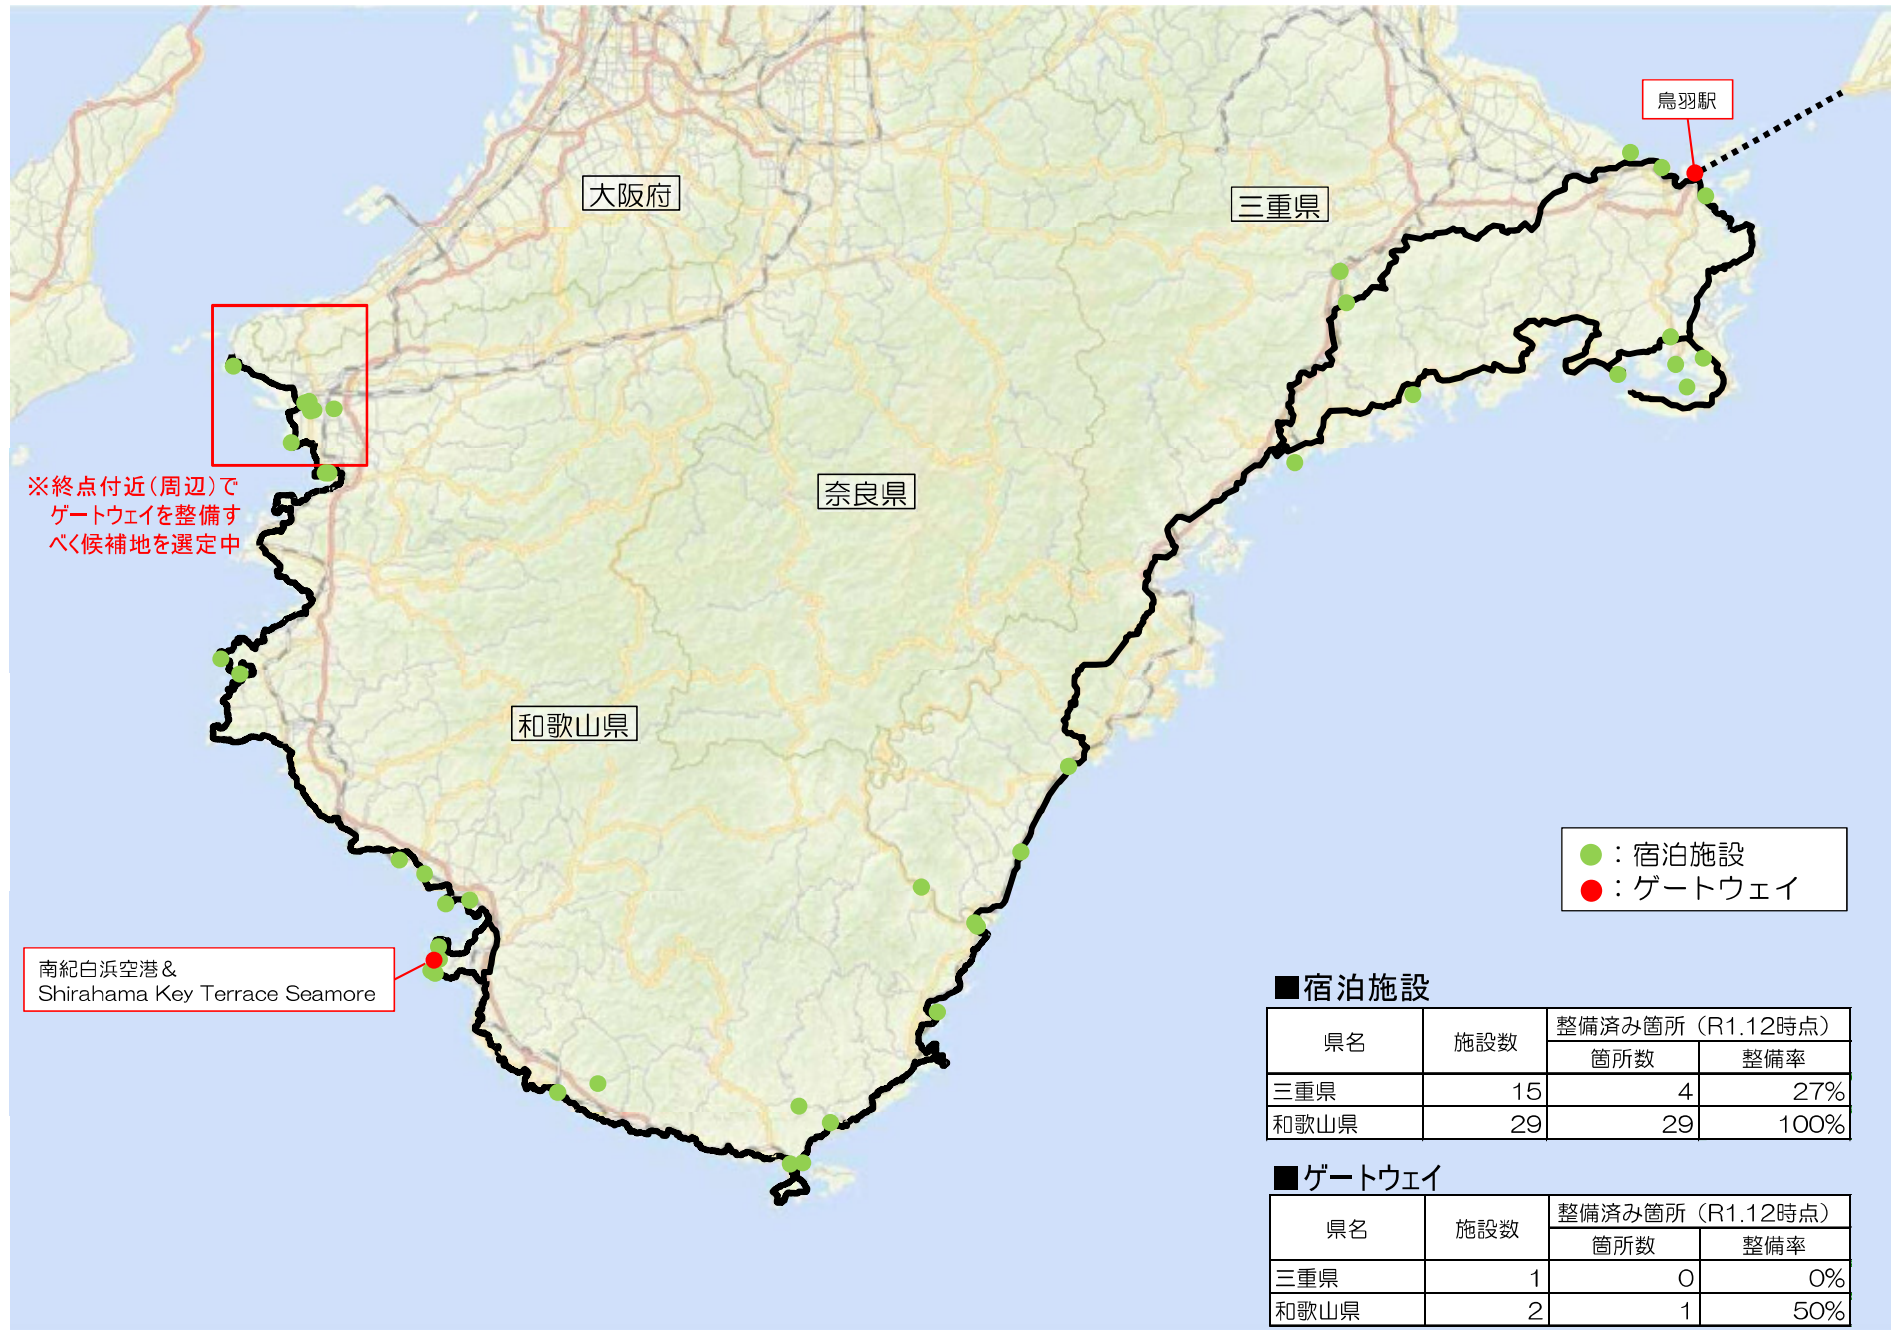 鳥羽駅
大阪府
三重県
奈良県
※終点付近（周辺）で
ゲートウェイを整備す
べく候補地を選定中
和歌山県
●：宿泊施設
●：ゲートウェイ
南紀白浜空港＆
Shirahama Key Terrace Seamore
■宿泊施設
県名 施設数 整備済み箇所（R1.12時点）
箇所数 整備率
三重県 15 4 27%
和歌山県 29 29 100%
■ゲートウェイ
県名 施設数 整備済み箇所（R1.12時点）
箇所数 整備率
三重県 1 0 0%
和歌山県 2 1 50%